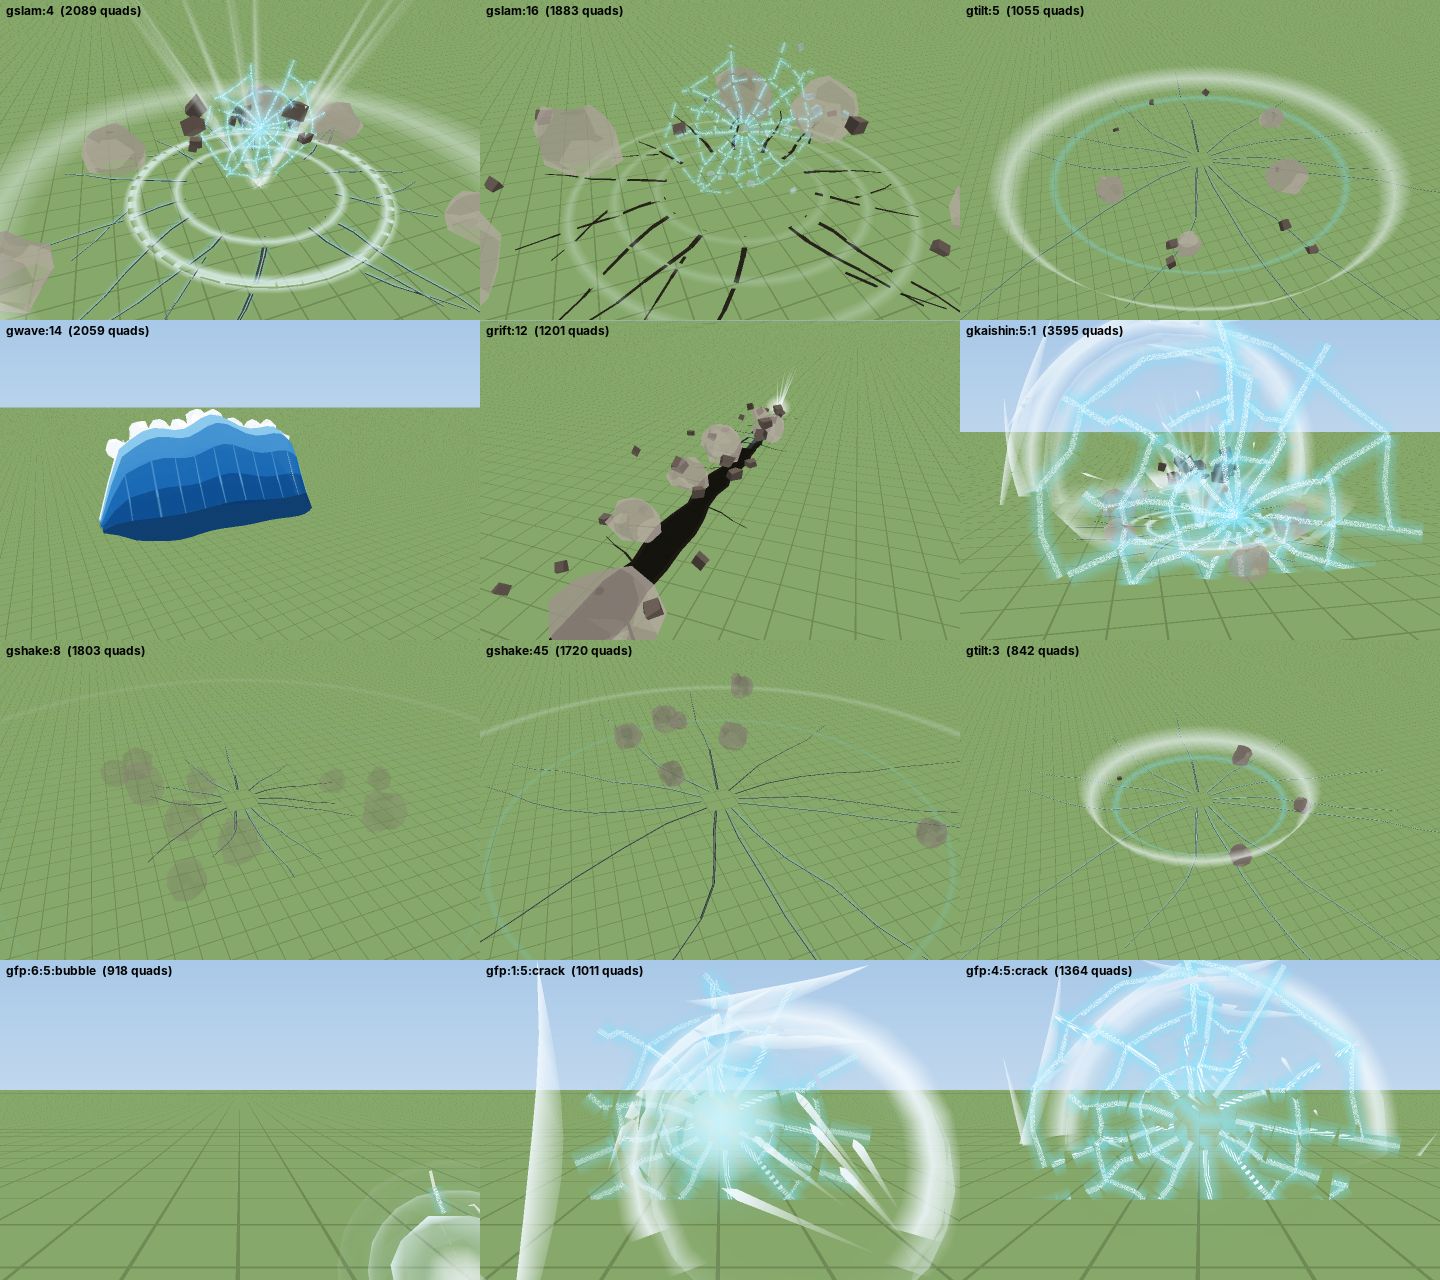 gslam:4 (2089 quads)
gslam:16 (1883 quads)
gtilt:5 (1055 quads)
gwave:14 (2059 quads)
grift:12 (1201 quads)
gkaishin:5:1 (3595 quads)
gshake:8 (1803 quads)
gshake:45 (1720 quads)
gtilt:3 (842 quads)
gfp:6:5:bubble (918 quads)
gfp:1:5:crack (1011 quads)
gfp:4:5:crack (1364 quads)